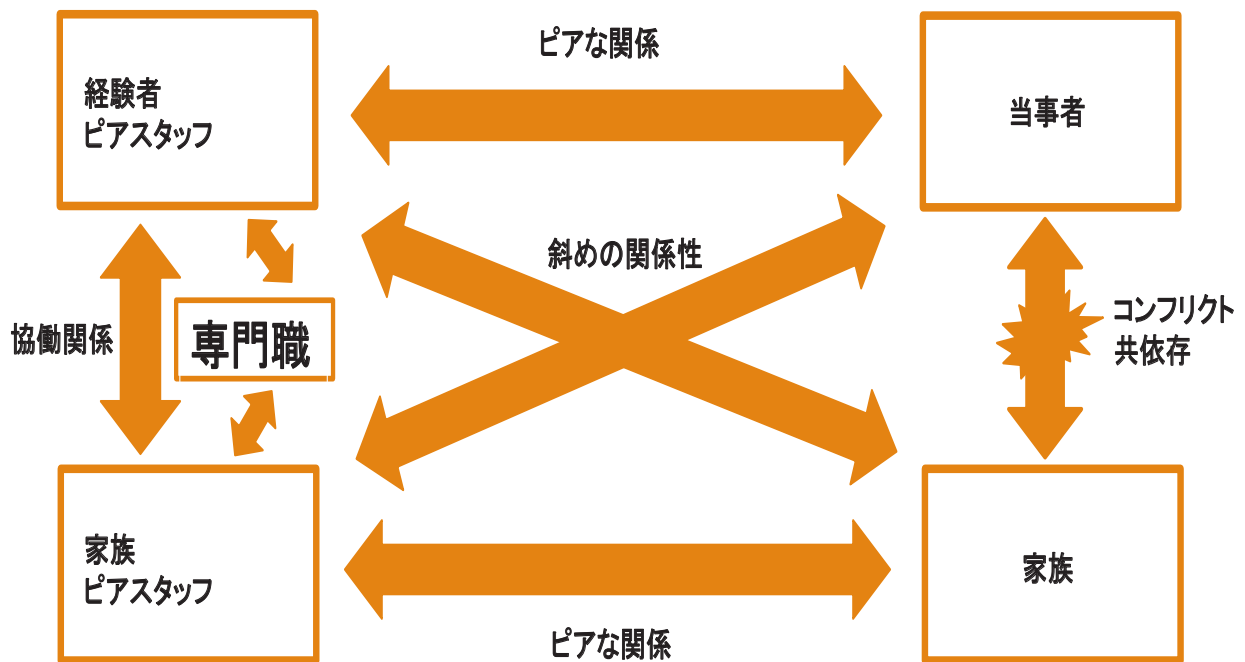 ピアな関係
経験者
ピアスタッフ
当事者
斜めの関係性
協働関係
専門職
コンフリクト
共依存
家族
ピアスタッフ
家族
ピアな関係